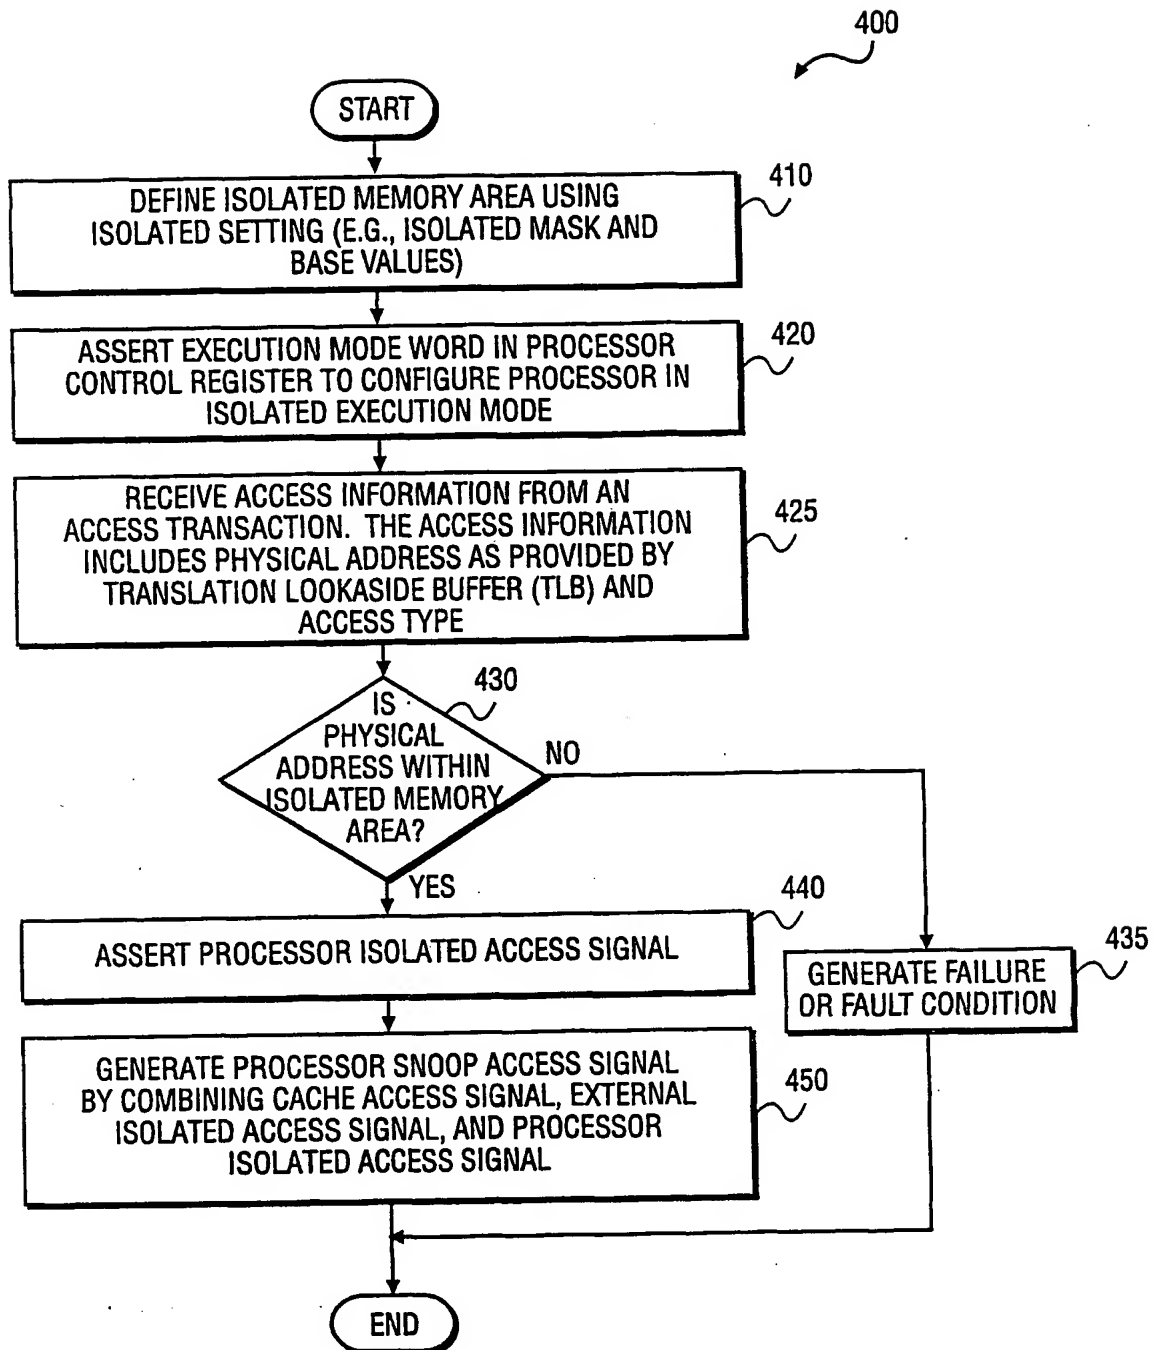 400
START
410
DEFINE ISOLATED MEMORY AREA USING
ISOLATED SETTING (E.G., ISOLATED MASK AND
BASE VALUES)
420
ASSERT EXECUTION MODE WORD IN PROCESSOR
CONTROL REGISTER TO CONFIGURE PROCESSOR IN
ISOLATED EXECUTION MODE
425
RECEIVE ACCESS INFORMATION FROM AN
ACCESS TRANSACTION. THE ACCESS INFORMATION
INCLUDES PHYSICAL ADDRESS AS PROVIDED BY
TRANSLATION LOOKASIDE BUFFER (TLB) AND
ACCESS TYPE
430
IS
PHYSICAL
ADDRESS WITHIN
ISOLATED MEMORY
AREA?
NO
YES
440
ASSERT PROCESSOR ISOLATED ACCESS SIGNAL
435
GENERATE FAILURE
OR FAULT CONDITION
450
GENERATE PROCESSOR SNOOP ACCESS SIGNAL
BY COMBINING CACHE ACCESS SIGNAL, EXTERNAL
ISOLATED ACCESS SIGNAL, AND PROCESSOR
ISOLATED ACCESS SIGNAL
END